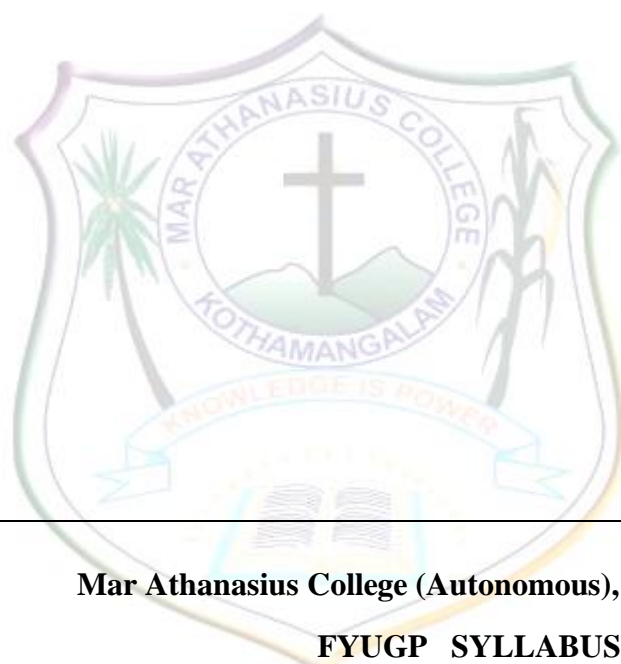 MAR ATHANASIUS COLLEGE
KOTHAMANGALAM
KNOWLEDGE IS POWER
Mar Athanasius College (Autonomous),
FYUGP SYLLABUS